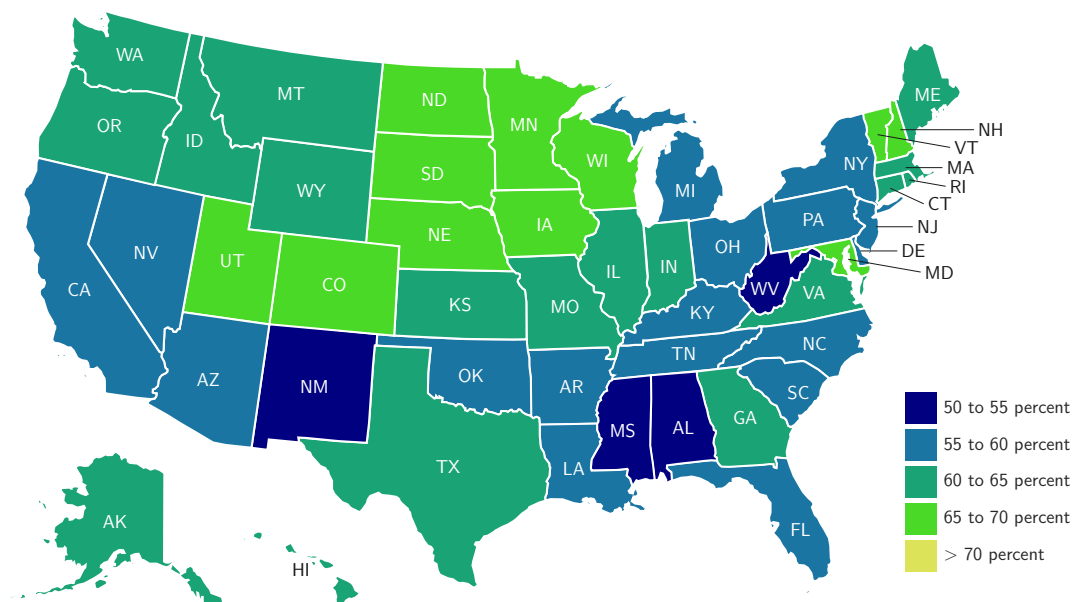 WA
MT
ND
MN
ME
OR
ID
NH
VT
WI
NY
MA
SD
WY
RI
MI
CT
PA
NE
IA
NJ
OH
NV
DE
UT
IN
IL
MD
CO
CA
WV
VA
KS
MO
KY
NC
TN
AZ
OK
NM
AR
SC
50 to 55 percent
GA
MS
AL
55 to 60 percent
TX
LA
60 to 65 percent
AK
65 to 70 percent
FL
> 70 percent
HI